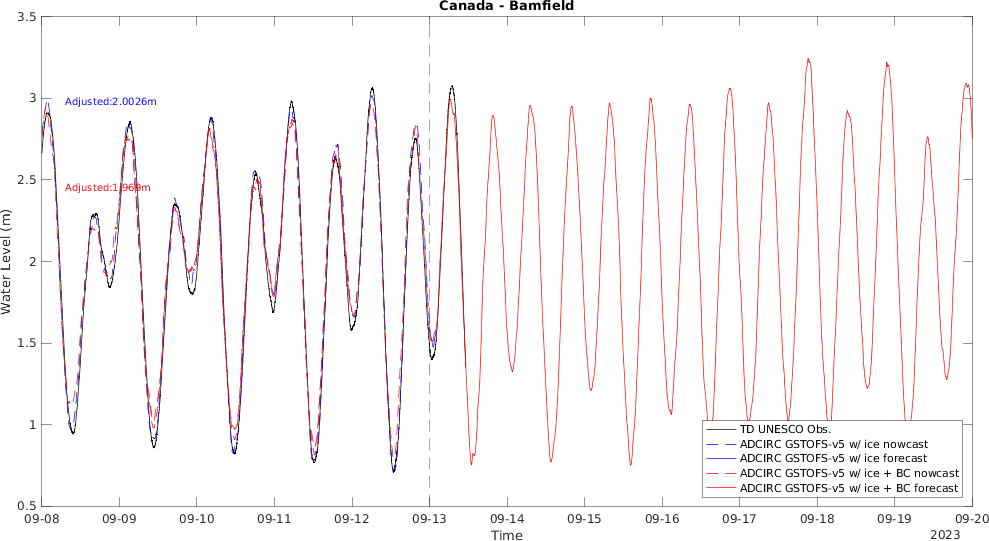 Canada - Bamfield
3.5
3
2.5
2
1.5
1
0.5
Water Level (m)
Adjusted:2.0026m
Adjusted:1.969m
TD UNESCO Obs.
ADCIRC GSTOFS-v5 w/ ice nowcast
ADCIRC GSTOFS-v5 w/ ice forecast
ADCIRC GSTOFS-v5 w/ ice + BC nowcast
ADCIRC GSTOFS-v5 w/ ice + BC forecast
09-08 09-09 09-10 09-11 09-12 09-13 09-14 09-15 09-16 09-17 09-18 09-19 09-20
Time
2023